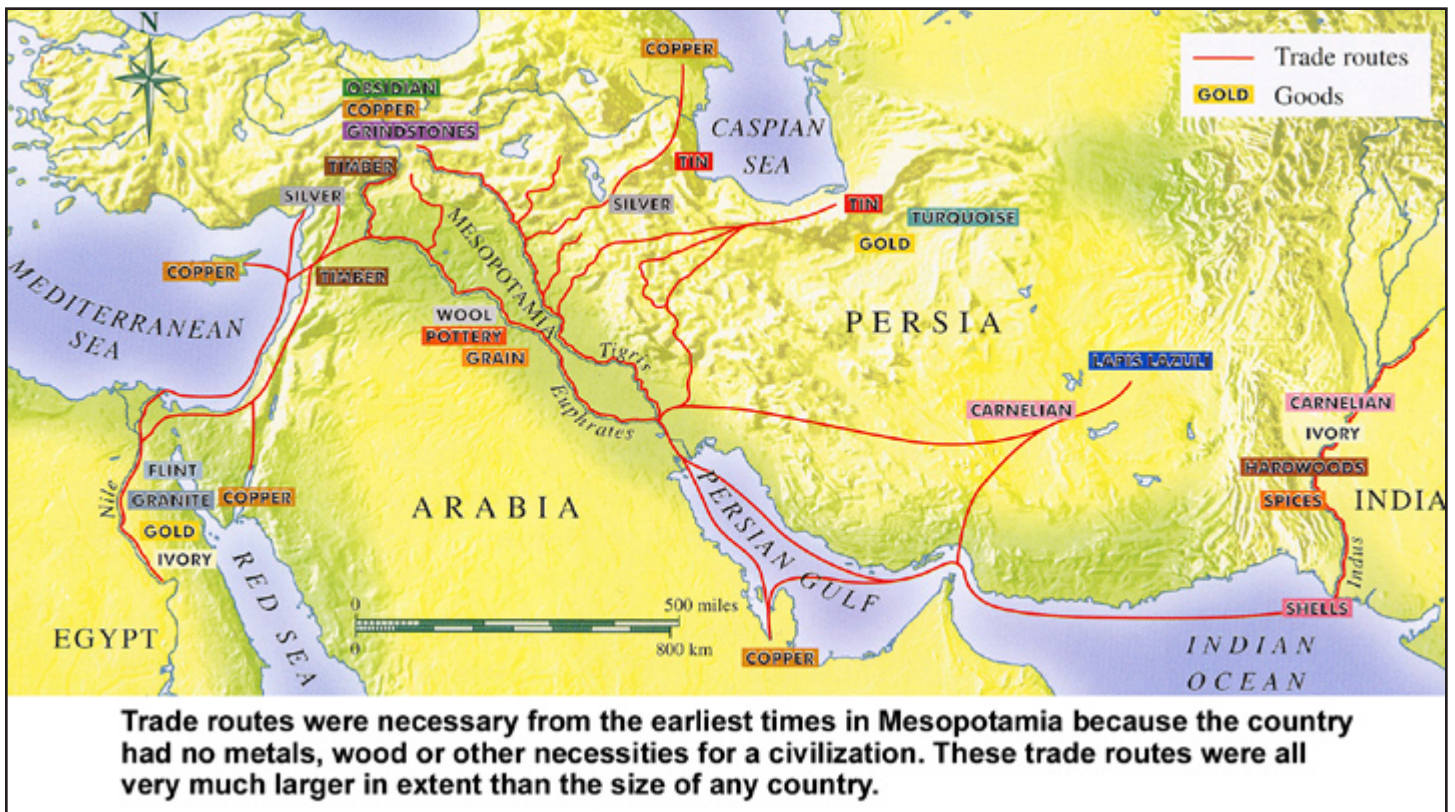 N
COPPER
Trade routes
GOLD Goods
OBSIDIAN
COPPER
GRINDSTONES
CASPIAN
SEA
TIMBER
TIN
SILVER
SILVER
TIN
TURQUOISE
GOLD
MESOPOTAMIA
COPPER
TIMBER
MEDITERRANEAN
SEA
WOOL
POTTERY
GRAIN
PERSIA
Tigris
Euphrates
LAPIS LAZULI
CARNELIAN
CARNELIAN
IVORY
HARDWOODS
SPICES
INDIA
Indus
FLINT
GRANITE
COPPER
GOLD
IVORY
Nile
ARABIA
PERSIAN GULF
RED SEA
EGYPT
0 500 miles
0 800 km
COPPER
SHELLS
INDIAN
OCEAN
Trade routes were necessary from the earliest times in Mesopotamia because the country
had no metals, wood or other necessities for a civilization. These trade routes were all
very much larger in extent than the size of any country.